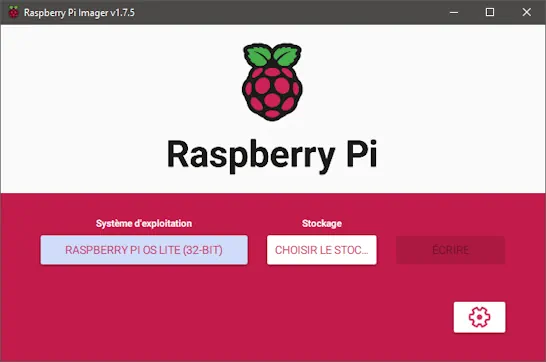 Raspberry Pi Imager v1.7.5
Raspberry Pi
Système d'exploitation
Stockage
RASPBERRY PI OS LITE (32-BIT)
CHOISIR LE STOC...
ÉCRIRE